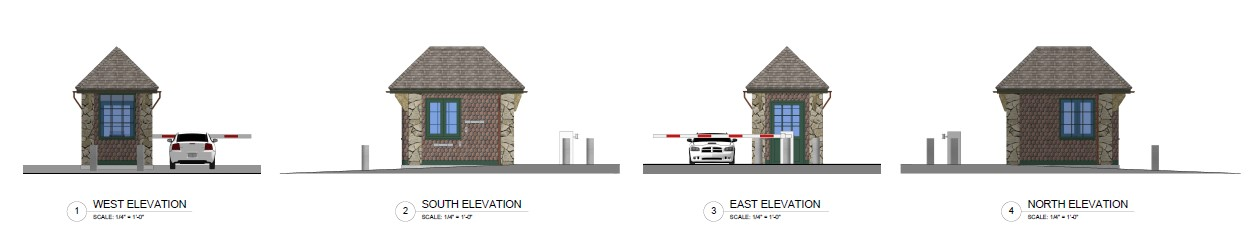 1 WEST ELEVATION
SCALE: 1/4" = 1'-0"
2 SOUTH ELEVATION
SCALE: 1/4" = 1'-0"
3 EAST ELEVATION
SCALE: 1/4" = 1'-0"
4 NORTH ELEVATION
SCALE: 1/4" = 1'-0"